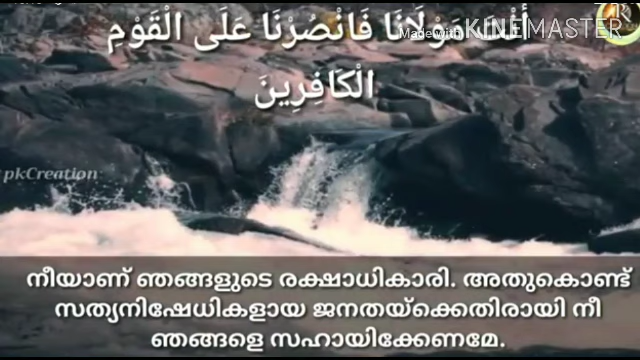 أَنْتَ مَوْلَانَا فَانْصُرْنَا عَلَى الْقَوْمِ
الْكَافِرِينَ
Made with KINEMASTER
pkCreation
നീയാണ് ഞങ്ങളുടെ രക്ഷാധികാരി. അതുകൊണ്ട്
സത്യനിഷേധികളായ ജനതയ്ക്കെതിരായി നീ
ഞങ്ങളെ സഹായിക്കേണമേ.